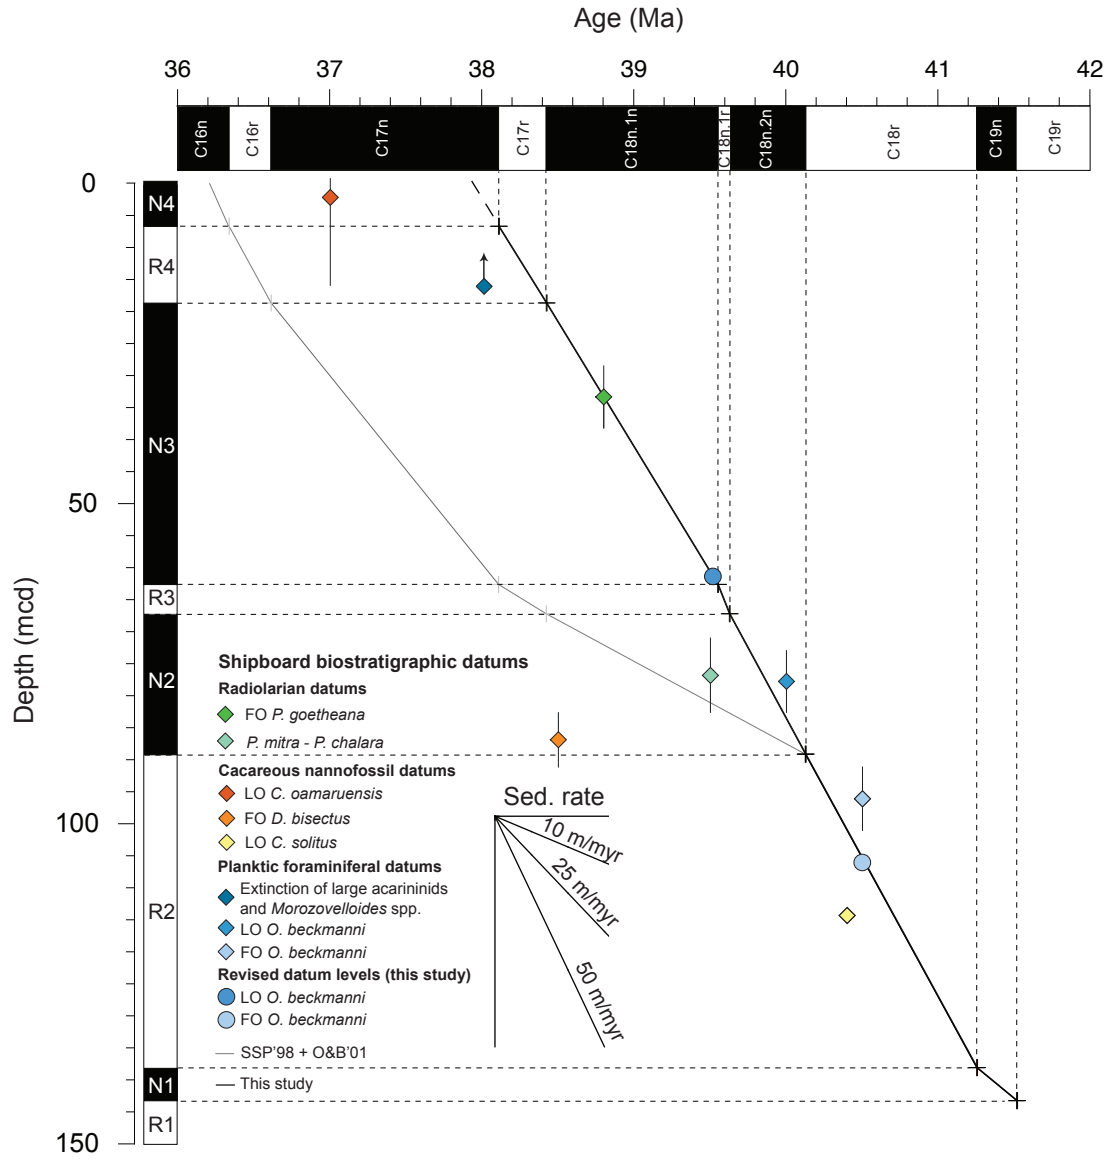 Age (Ma)
36 37 38 39 40 41 42
C16n C16r C17n C17r C18n.1n C18n.1r C18n.2n C18r C19n C19r
0
N4
R4
N3
50
R3
N2
Depth (mcd)
Shipboard biostratigraphic datums
Radiolarian datums
FO P. goetheana
P. mitra - P. chalara
Cacareous nannofossil datums
LO C. oamaruensis
FO D. bisectus
LO C. solitus
Planktic foraminiferal datums
Extinction of large acarininids
and Morozovelloides spp.
LO O. beckmanni
FO O. beckmanni
Revised datum levels (this study)
LO O. beckmanni
FO O. beckmanni
SSP'98 + O&B'01
This study
Sed. rate
10 m/myr
25 m/myr
50 m/myr
100
R2
N1
R1
150